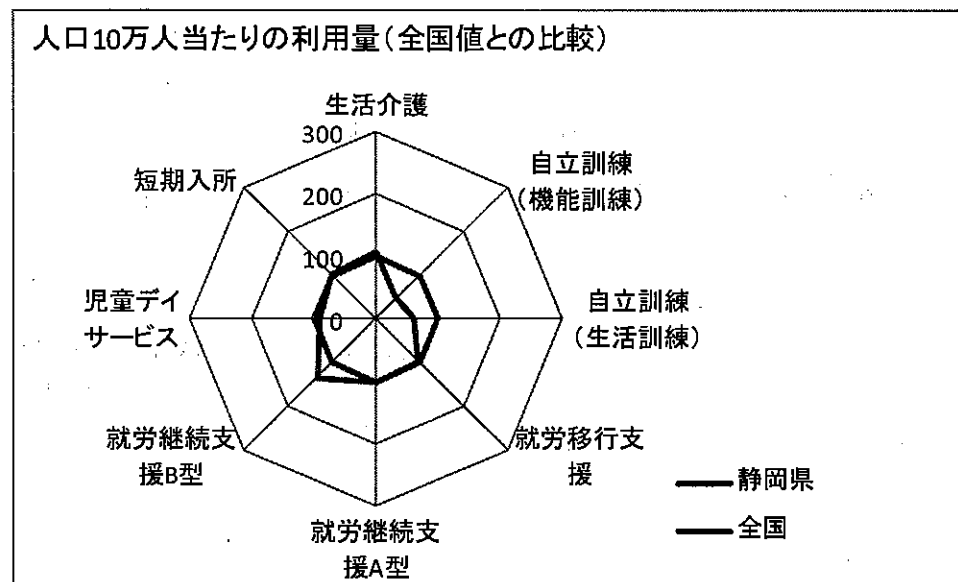 人口10万人当たりの利用量(全国値との比較)
生活介護
300
自立訓練
(機能訓練)
短期入所
200
100
児童デイ
サービス
0
自立訓練
(生活訓練)
就労継続支
援B型
就労移行支
援
就労継続支
援A型
静岡県
全国